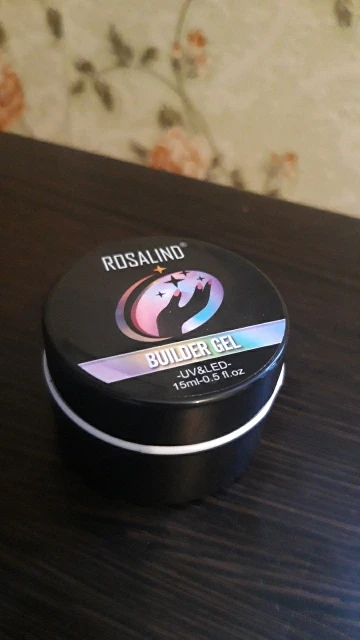 ROSALIND®
BUILDER GEL
-UV&LED-
15ml-0.5 fl.oz